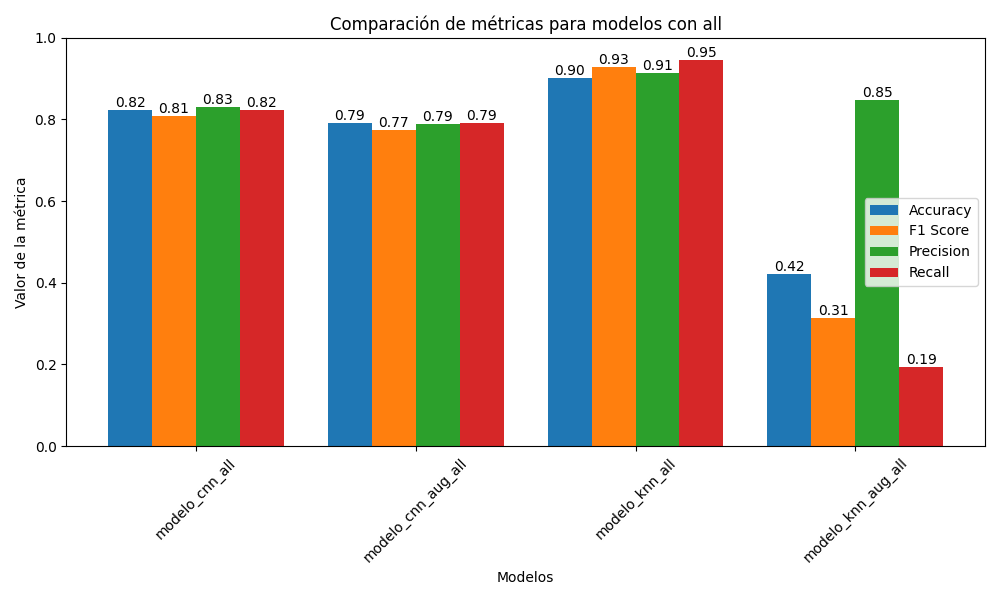 Comparación de métricas para modelos con all
Valor de la métrica
1.0
0.8
0.6
0.4
0.2
0.0
0.82
0.81
0.83
0.82
0.79
0.77
0.79
0.79
0.90
0.93
0.91
0.95
0.42
0.31
0.85
0.19
Accuracy
F1 Score
Precision
Recall
modelo_cnn_all
modelo_cnn_aug_all
modelo_knn_all
modelo_knn_aug_all
Modelos